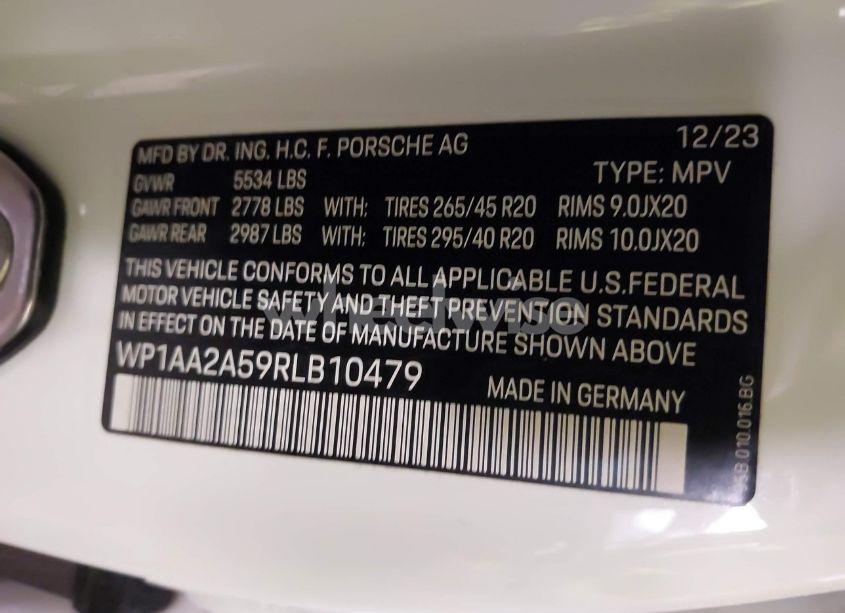 MFD BY DR. ING. H.C. F. PORSCHE AG 12/23
GVWR 5534 LBS TYPE: MPV
GAWR FRONT 2778 LBS WITH: TIRES 265/45 R20 RIMS 9.0JX20
GAWR REAR 2987 LBS WITH: TIRES 295/40 R20 RIMS 10.0JX20
THIS VEHICLE CONFORMS TO ALL APPLICABLE U.S.FEDERAL
MOTOR VEHICLE SAFETY AND THEFT PREVENTION STANDARDS
IN EFFECT ON THE DATE OF MANUFACTURE SHOWN ABOVE
WP1AA2A59RLB10479 MADE IN GERMANY
wheelwise